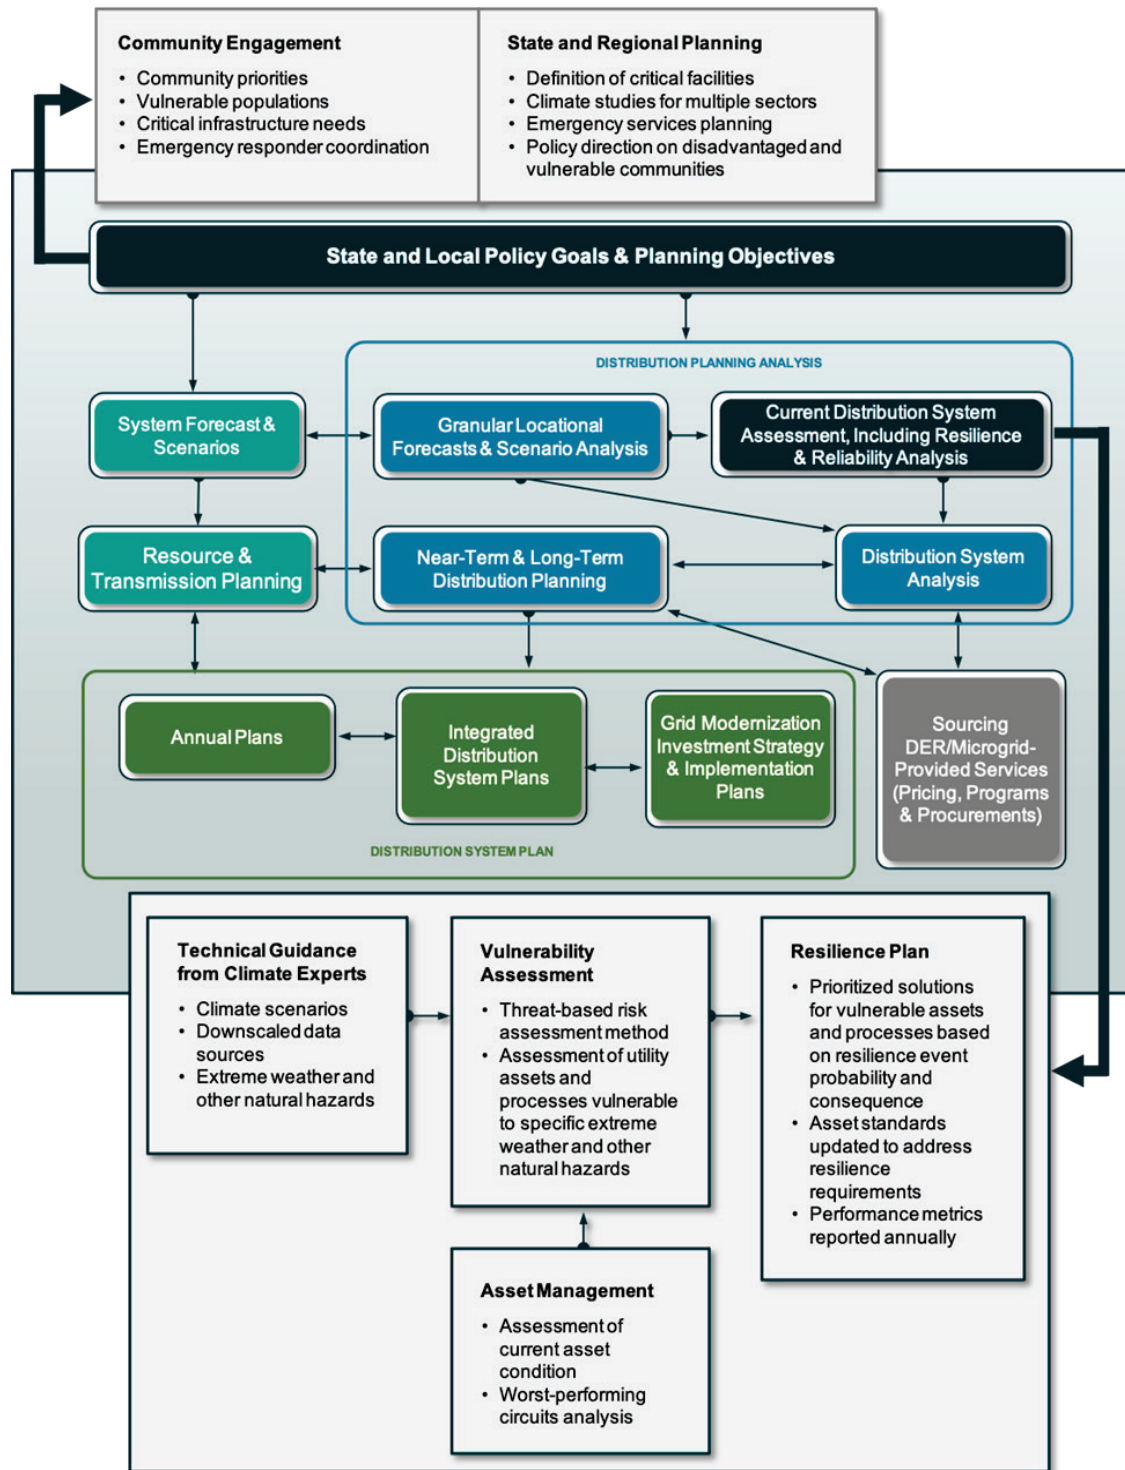 Community Engagement
• Community priorities
• Vulnerable populations
• Critical infrastructure needs
• Emergency responder coordination
State and Regional Planning
• Definition of critical facilities
• Climate studies for multiple sectors
• Emergency services planning
• Policy direction on disadvantaged and
vulnerable communities
State and Local Policy Goals & Planning Objectives
DISTRIBUTION PLANNING ANALYSIS
System Forecast &
Scenarios
Granular Locational
Forecasts & Scenario Analysis
Current Distribution System
Assessment, Including Resilience
& Reliability Analysis
Resource &
Transmission Planning
Near-Term & Long-Term
Distribution Planning
Distribution System
Analysis
Annual Plans
Integrated
Distribution
System Plans
Grid Modernization
Investment Strategy
& Implementation
Plans
Sourcing
DER/Microgrid-
Provided Services
(Pricing, Programs
& Procurements)
DISTRIBUTION SYSTEM PLAN
Technical Guidance
from Climate Experts
• Climate scenarios
• Downscaled data
sources
• Extreme weather and
other natural hazards
Vulnerability
Assessment
• Threat-based risk
assessment method
• Assessment of utility
assets and
processes vulnerable
to specific extreme
weather and other
natural hazards
Resilience Plan
• Prioritized solutions
for vulnerable assets
and processes based
on resilience event
probability and
consequence
• Asset standards
updated to address
resilience
requirements
• Performance metrics
reported annually
Asset Management
• Assessment of
current asset
condition
• Worst-performing
circuits analysis